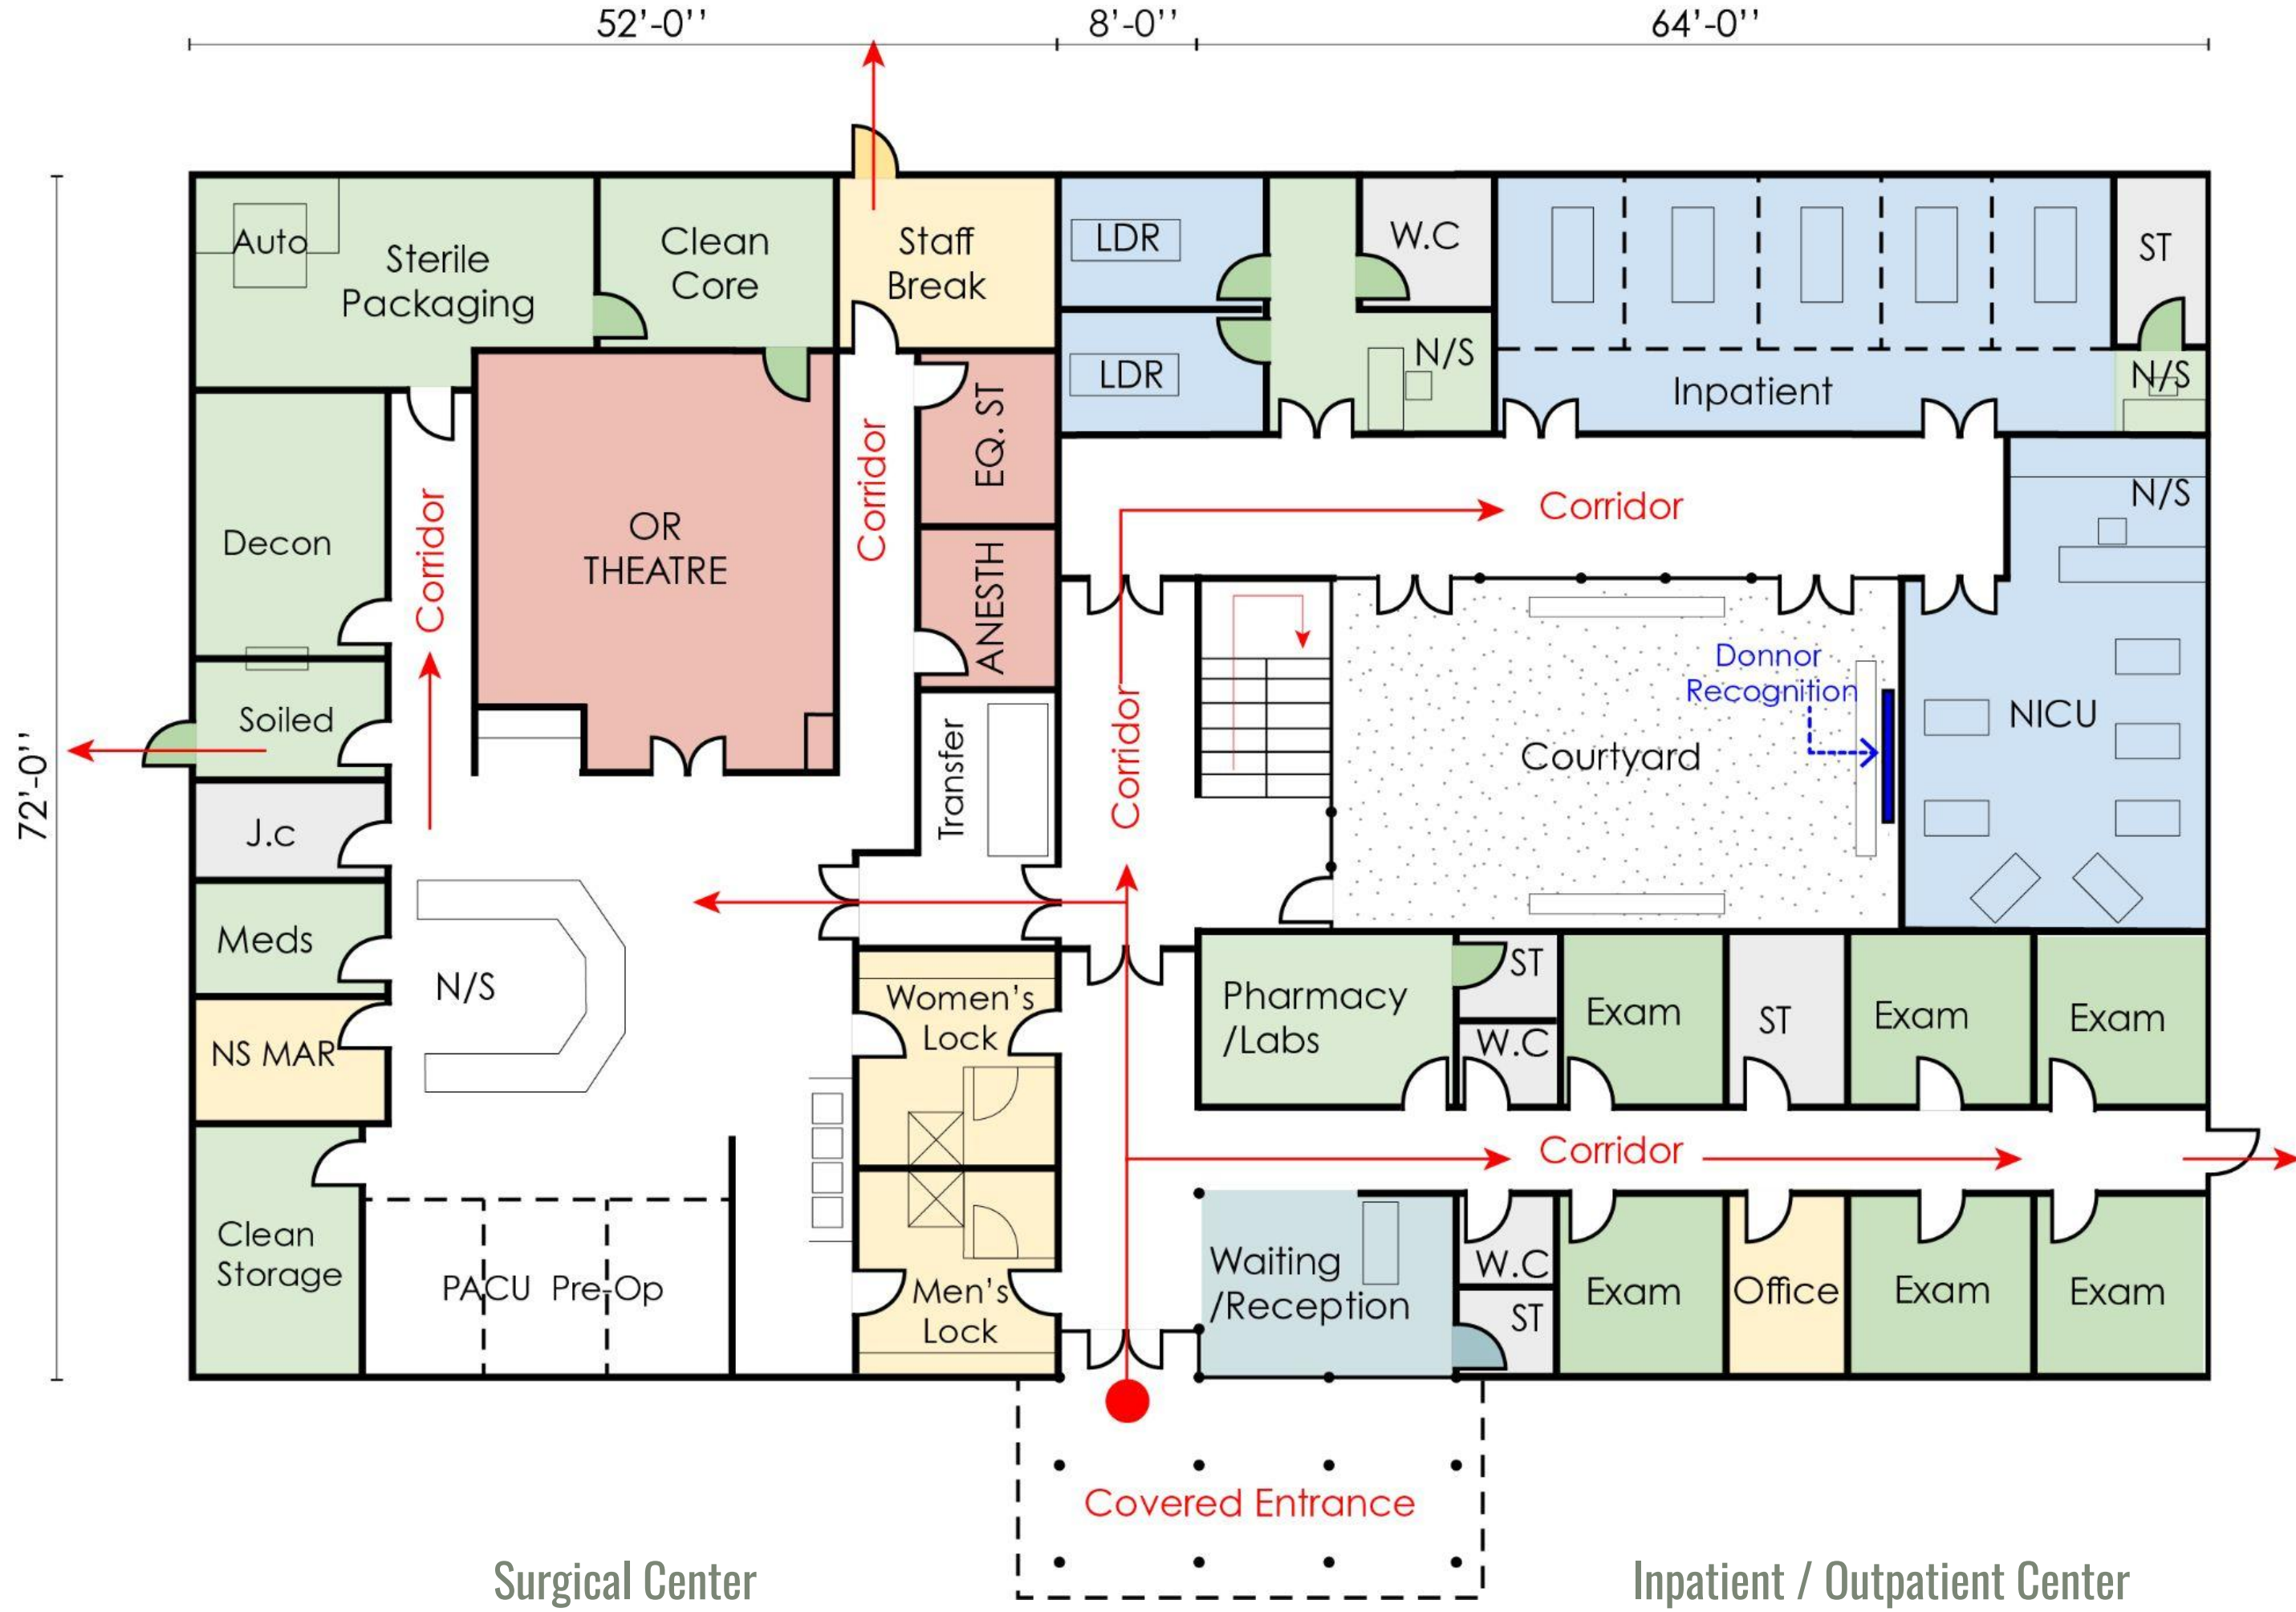 52'-0''
8'-0''
64'-0''
72'-0''
Auto
Sterile
Packaging
Clean
Core
Staff
Break
LDR
W.C
ST
LDR
N/S
Inpatient
N/S
Decon
Corridor
OR
THEATRE
Corridor
EQ. ST
ANESTH
Corridor
N/S
Soiled
Transfer
Corridor
Donnor
Recognition
Courtyard
NICU
J.c
Meds
N/S
NS MAR
Women's
Lock
Pharmacy
/Labs
ST
W.C
Exam
ST
Exam
Exam
Corridor
Clean
Storage
PACU
Pre-Op
Men's
Lock
Waiting
/Reception
W.C
ST
Exam
Office
Exam
Exam
Covered Entrance
Surgical Center
Inpatient / Outpatient Center